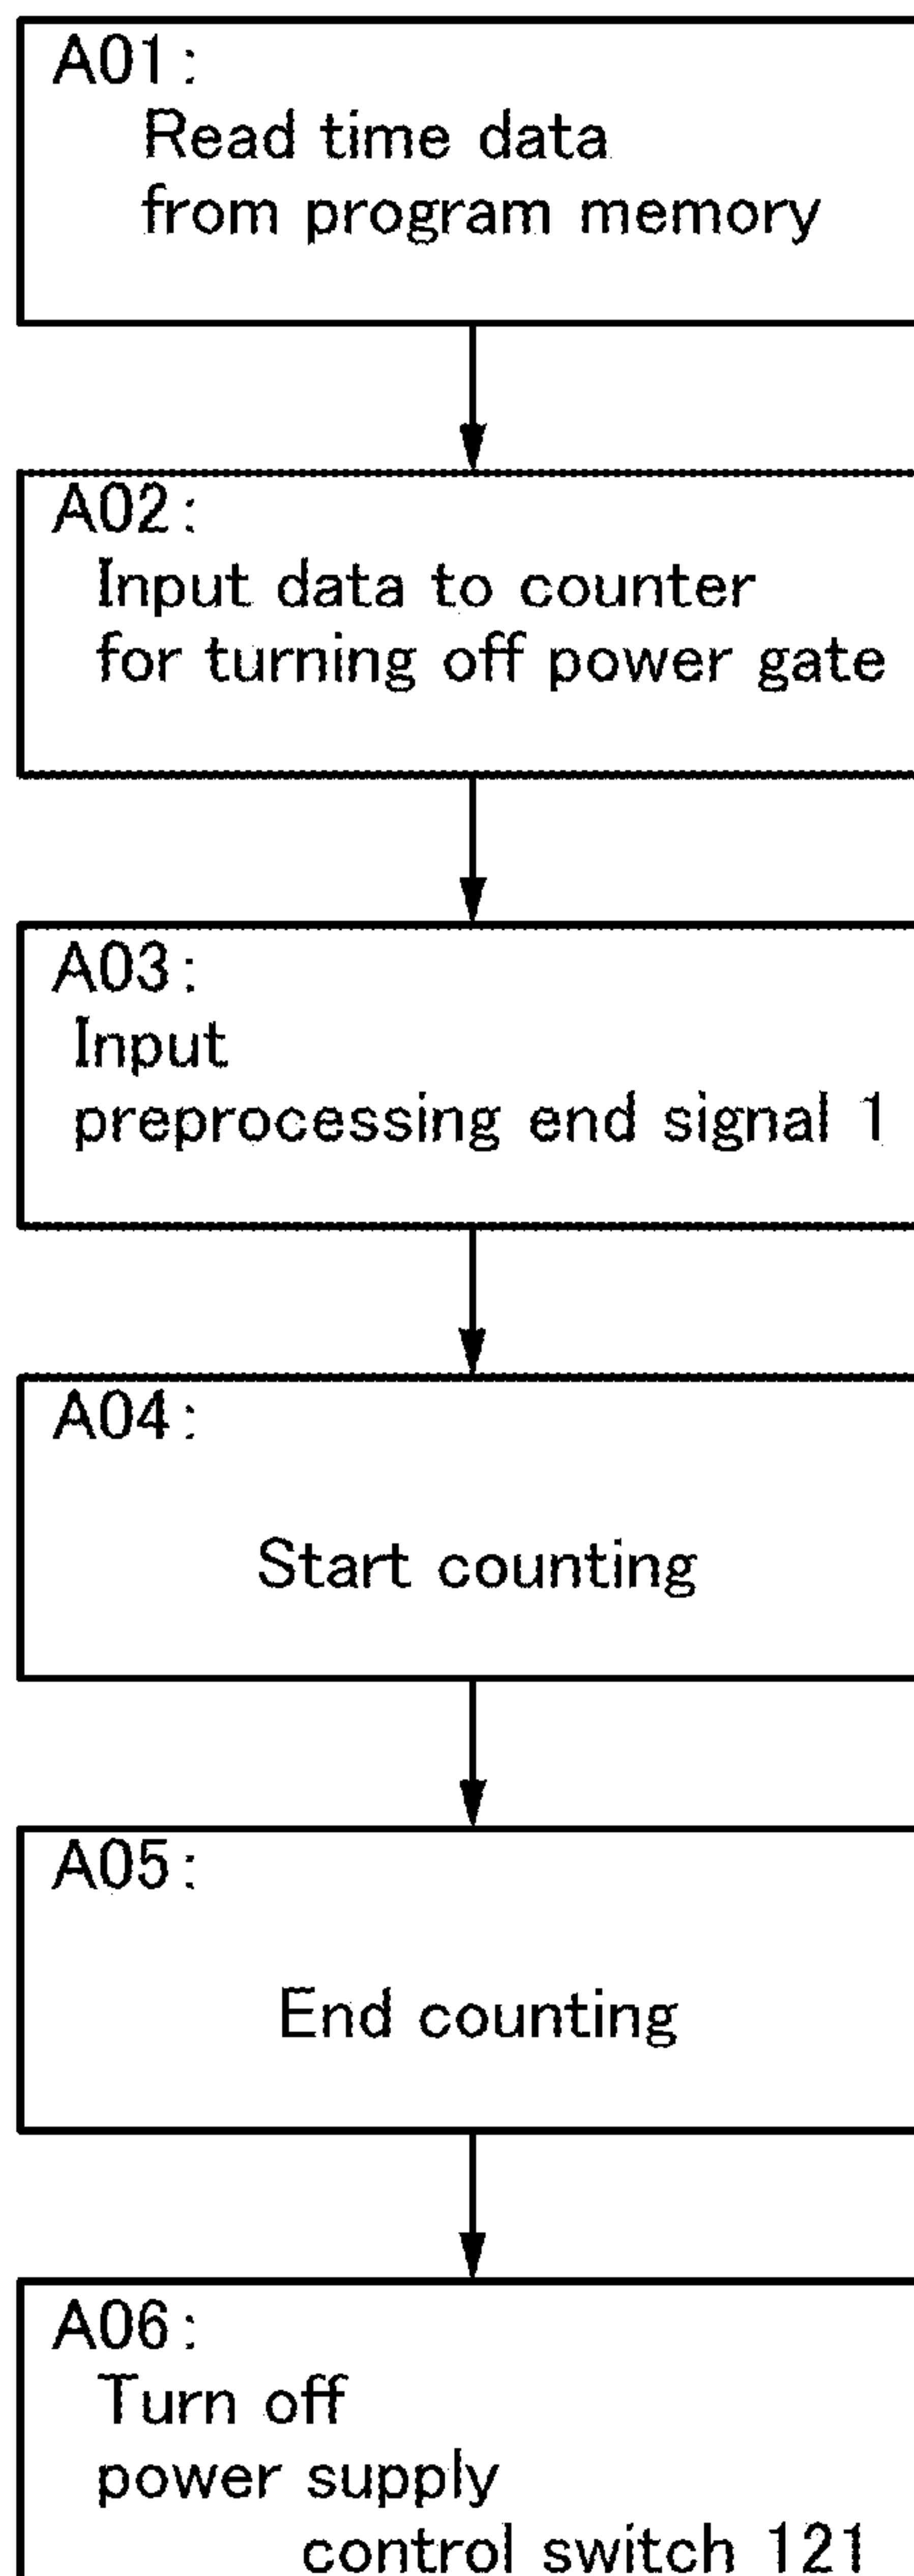 A01:
Read time data
from program memory
A02:
Input data to counter
for turning off power gate
A03:
Input
preprocessing end signal 1
A04:
Start counting
A05:
End counting
A06:
Turn off
power supply
control switch 121